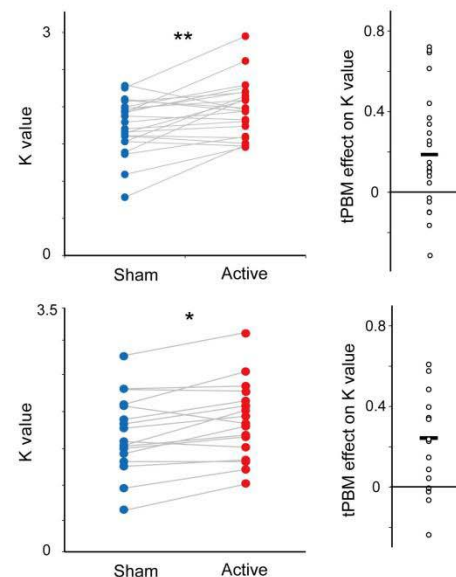 3
**
K value
0
Sham
Active
tPBM effect on K value
0.8
0.4
0
3.5
*
K value
0
Sham
Active
tPBM effect on K value
0.8
0.4
0